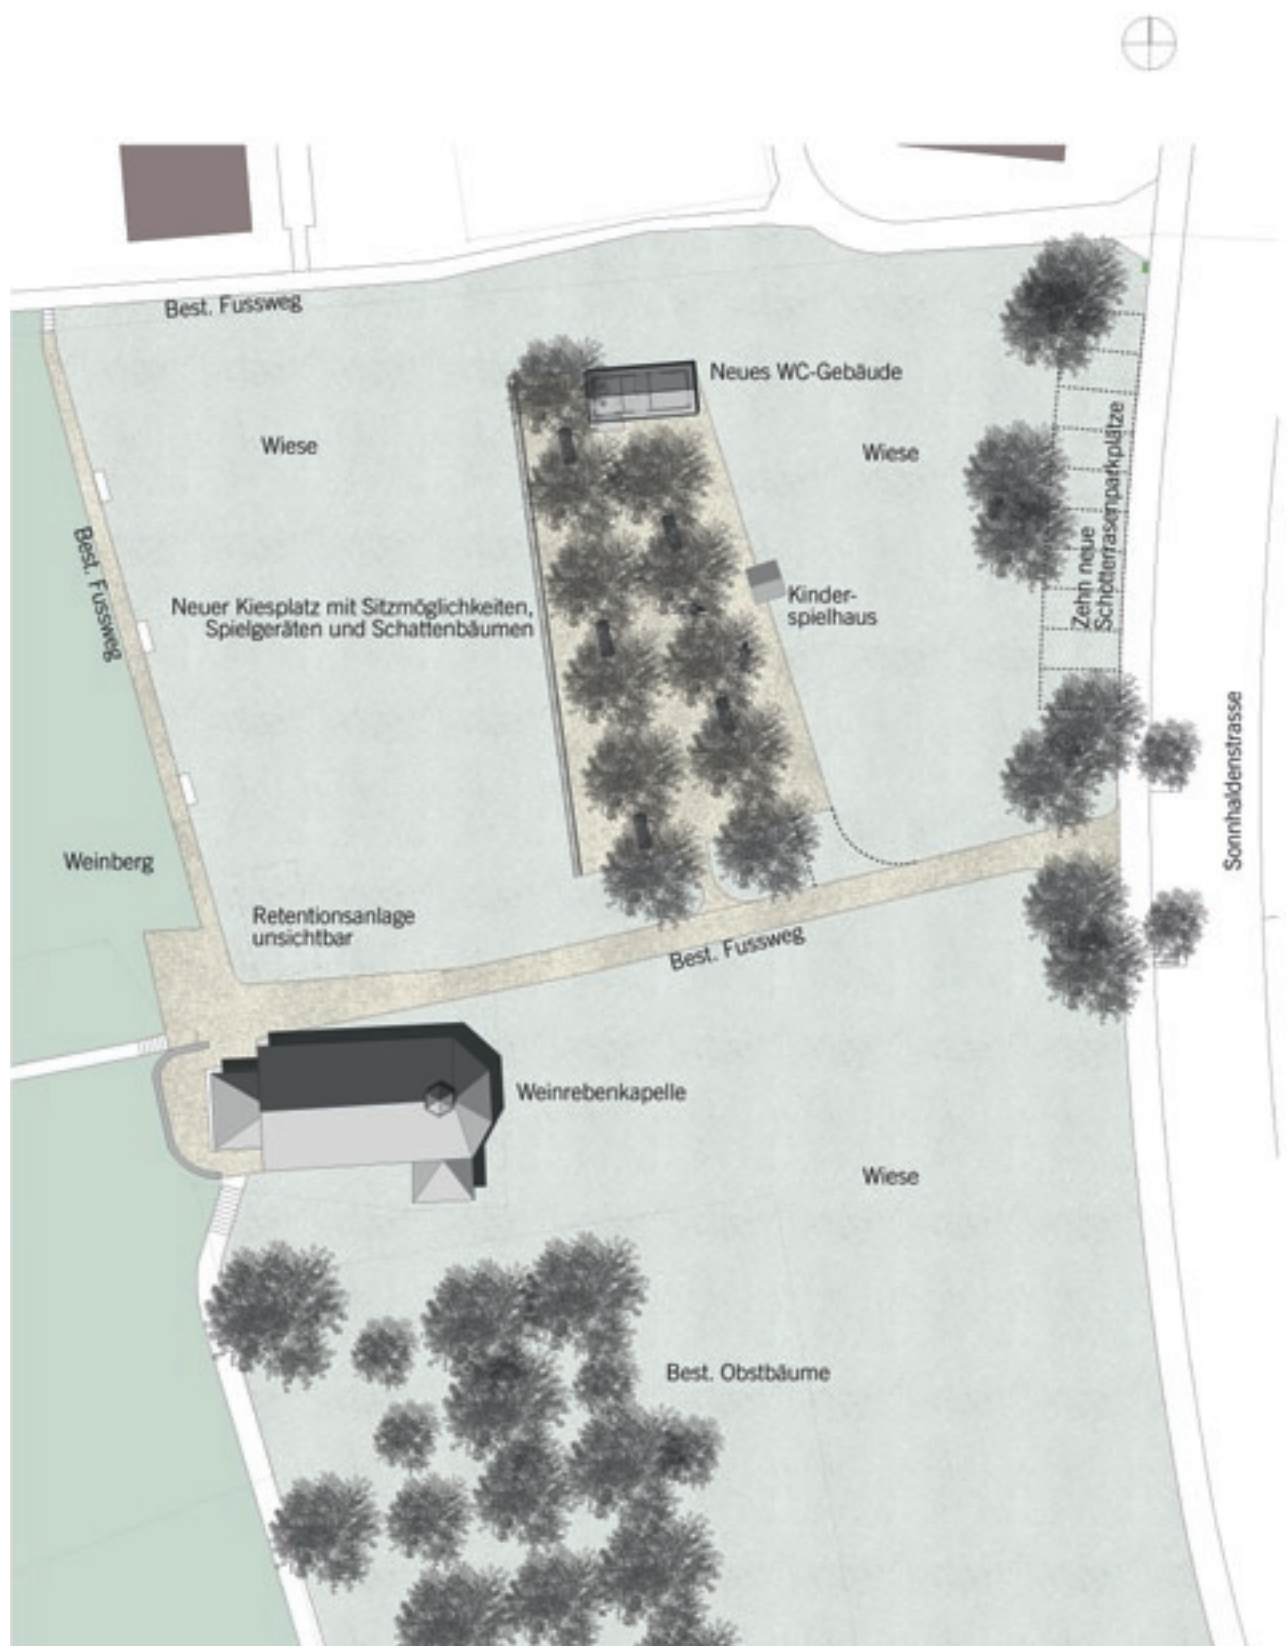 Best. Fussweg
Neues WC-Gebäude
Wiese
Wiese
Zehn neue
Schotterrasenparkplätze
Best. Fussweg
Neuer Kiesplatz mit Sitzmöglichkeiten,
Spielgeräten und Schattenbäumen
Kinder-
spielhaus
Sonnhaldenstrasse
Weinberg
Retentionsanlage
unsichtbar
Best. Fussweg
Weinrebenkapelle
Wiese
Best. Obstbäume